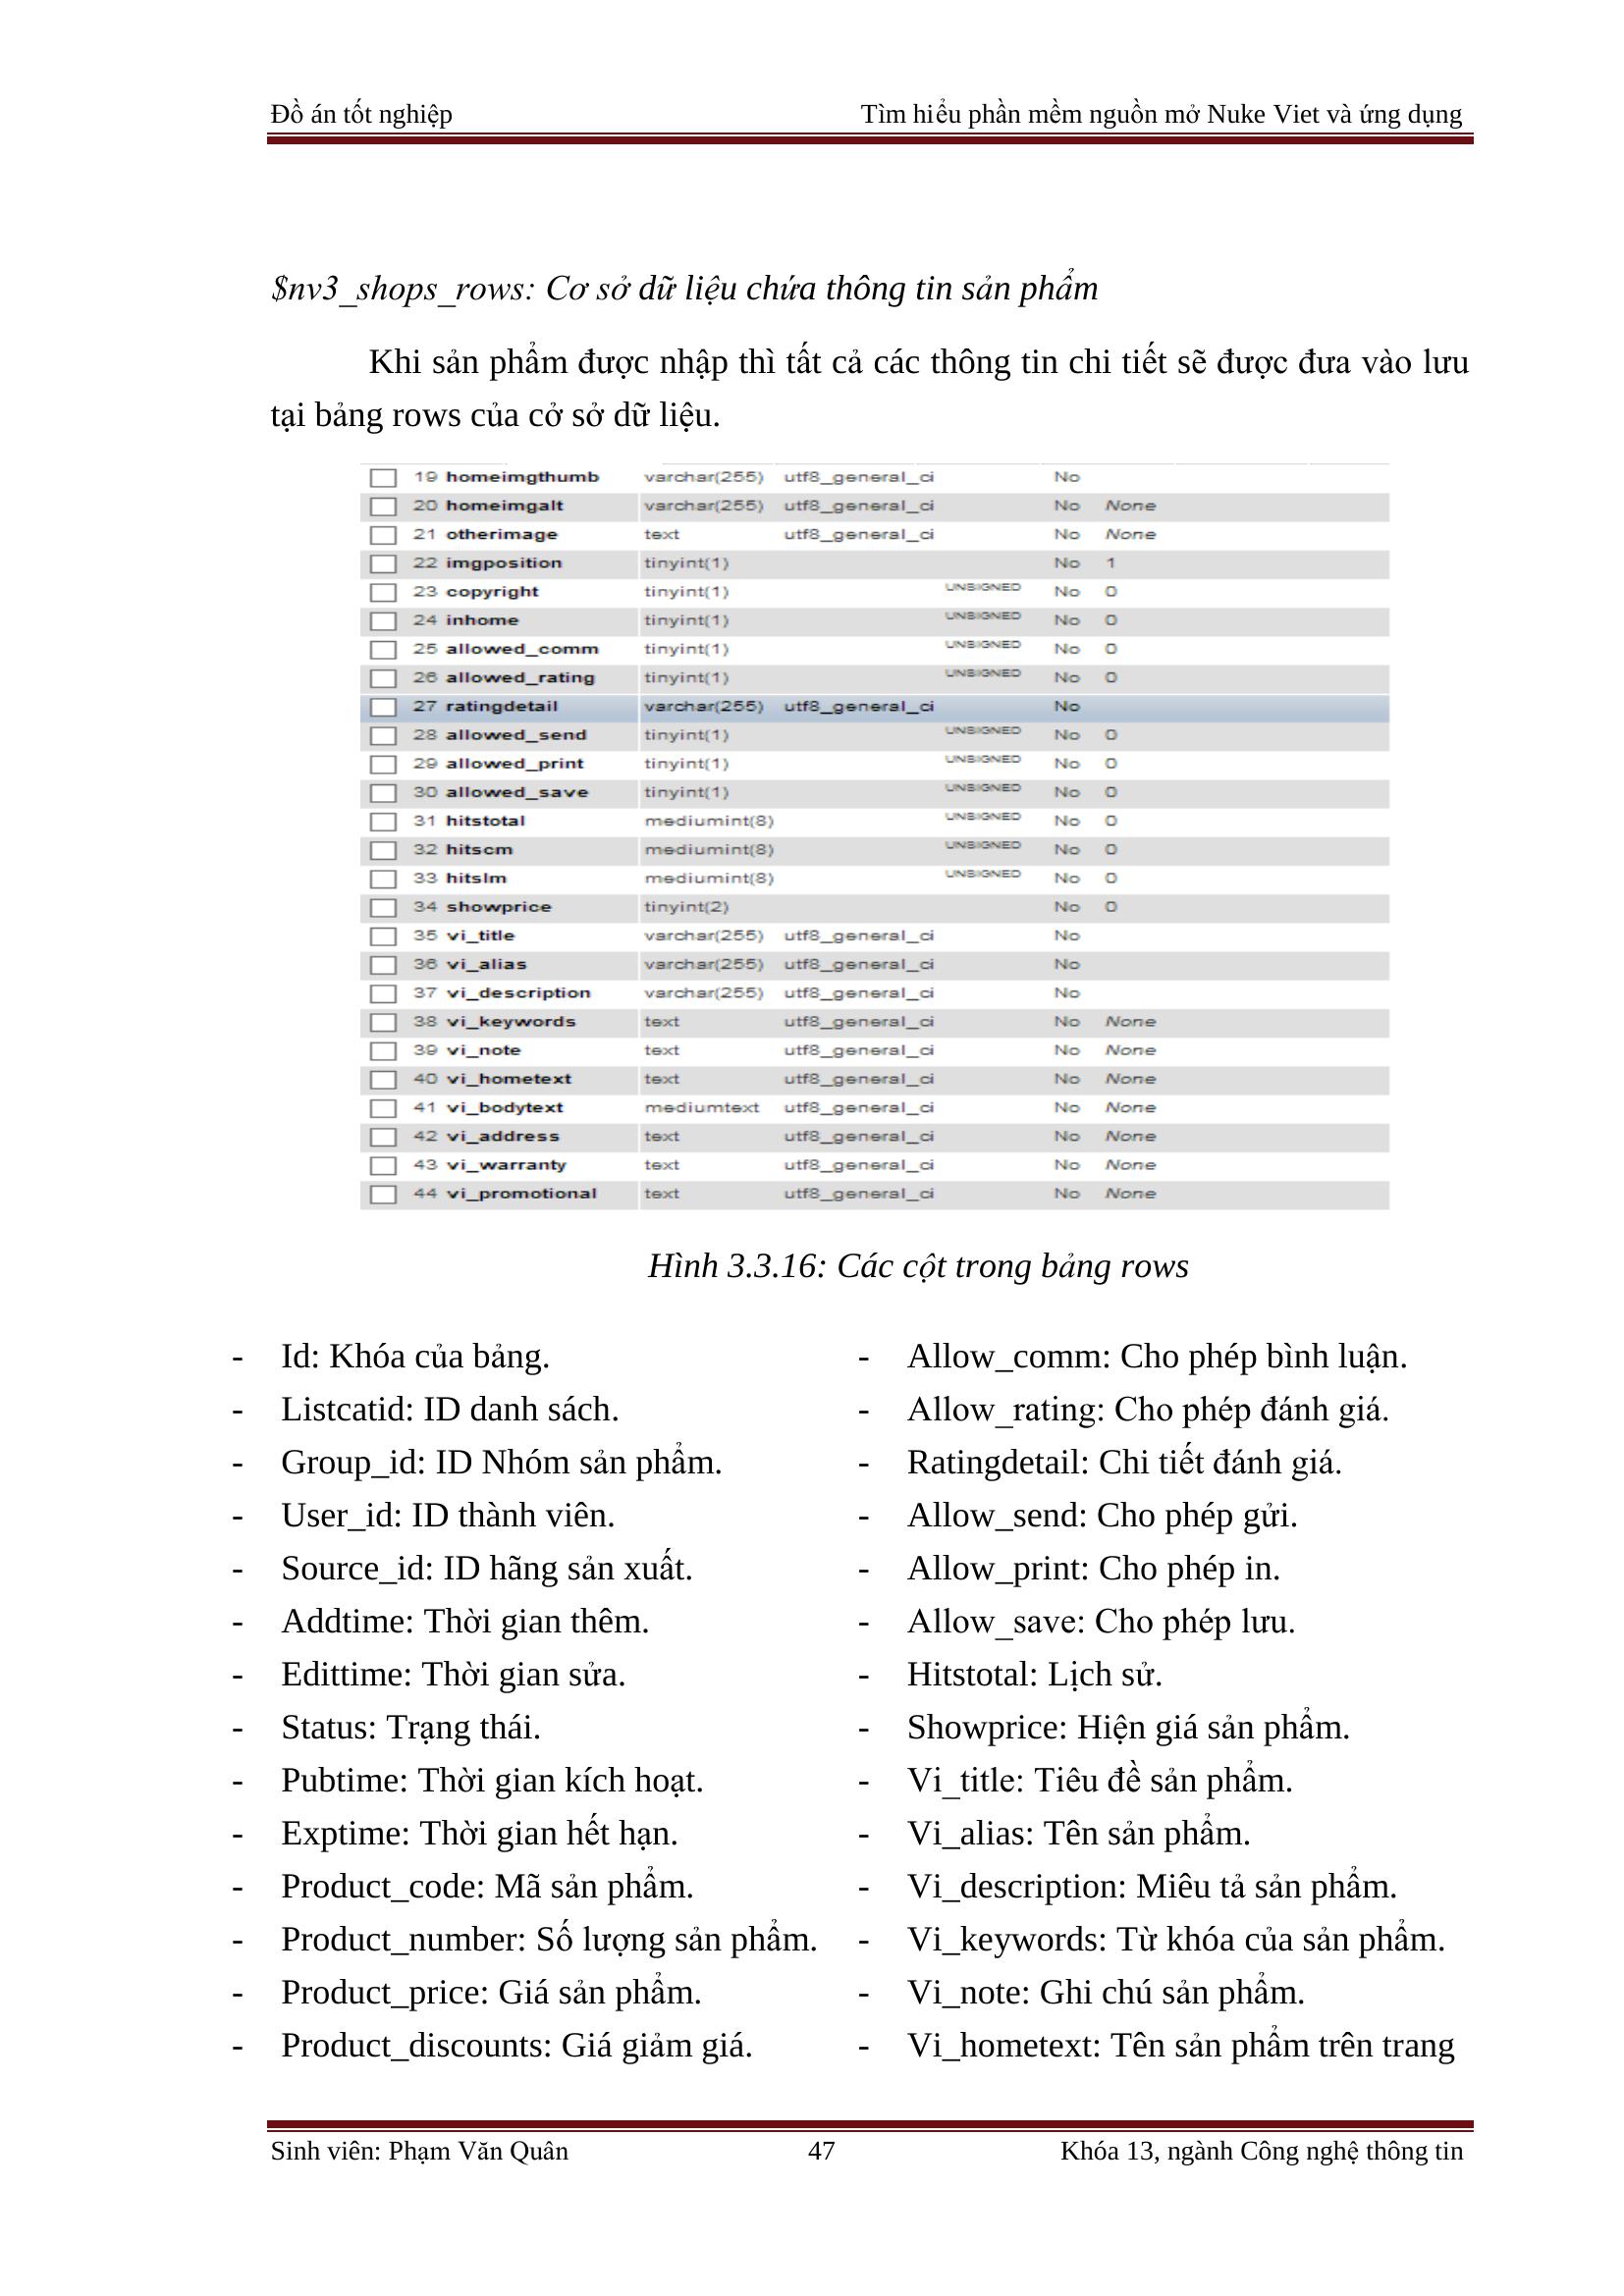 Đồ án tốt nghiệp Tìm hiểu phần mềm nguồn mở Nuke Viet và ứng dụng
$nv3_shops_rows: Cơ sở dữ liệu chứa thông tin sản phẩm
Khi sản phẩm được nhập thì tất cả các thông tin chi tiết sẽ được đưa vào lưu
tại bảng rows của cở sở dữ liệu.
19 homeimgthumb varchar(255) utf8_general_ci No
20 homeimgalt varchar(255) utf8_general_ci No None
21 otherimage text utf8_general_ci No None
22 imgposition tinyint(1) No 1
23 copyright tinyint(1) UNSIGNED No 0
24 inhome tinyint(1) UNSIGNED No 0
25 allowed_comm tinyint(1) UNSIGNED No 0
26 allowed_rating tinyint(1) UNSIGNED No 0
27 ratingdetail varchar(255) utf8_general_ci No
28 allowed_send tinyint(1) UNSIGNED No 0
29 allowed_print tinyint(1) UNSIGNED No 0
30 allowed_save tinyint(1) UNSIGNED No 0
31 hitstotal mediumint(8) UNSIGNED No 0
32 hitscm mediumint(8) UNSIGNED No 0
33 hitslm mediumint(8) UNSIGNED No 0
34 showprice tinyint(2) No 0
35 vi_title varchar(255) utf8_general_ci No
36 vi_alias varchar(255) utf8_general_ci No
37 vi_description varchar(255) utf8_general_ci No
38 vi_keywords text utf8_general_ci No None
39 vi_note text utf8_general_ci No None
40 vi_hometext text utf8_general_ci No None
41 vi_bodytext mediumtext utf8_general_ci No None
42 vi_address text utf8_general_ci No None
43 vi_warranty text utf8_general_ci No None
44 vi_promotional text utf8_general_ci No None
Hình 3.3.16: Các cột trong bảng rows
- Id: Khóa của bảng.
- Listcatid: ID danh sách.
- Group_id: ID Nhóm sản phẩm.
- User_id: ID thành viên.
- Source_id: ID hãng sản xuất.
- Addtime: Thời gian thêm.
- Edittime: Thời gian sửa.
- Status: Trạng thái.
- Pubtime: Thời gian kích hoạt.
- Exptime: Thời gian hết hạn.
- Product_code: Mã sản phẩm.
- Product_number: Số lượng sản phẩm.
- Product_price: Giá sản phẩm.
- Product_discounts: Giá giảm giá.
- Allow_comm: Cho phép bình luận.
- Allow_rating: Cho phép đánh giá.
- Ratingdetail: Chi tiết đánh giá.
- Allow_send: Cho phép gửi.
- Allow_print: Cho phép in.
- Allow_save: Cho phép lưu.
- Hitstotal: Lịch sử.
- Showprice: Hiện giá sản phẩm.
- Vi_title: Tiêu đề sản phẩm.
- Vi_alias: Tên sản phẩm.
- Vi_description: Miêu tả sản phẩm.
- Vi_keywords: Từ khóa của sản phẩm.
- Vi_note: Ghi chú sản phẩm.
- Vi_hometext: Tên sản phẩm trên trang
Sinh viên: Phạm Văn Quân 47 Khóa 13, ngành Công nghệ thông tin